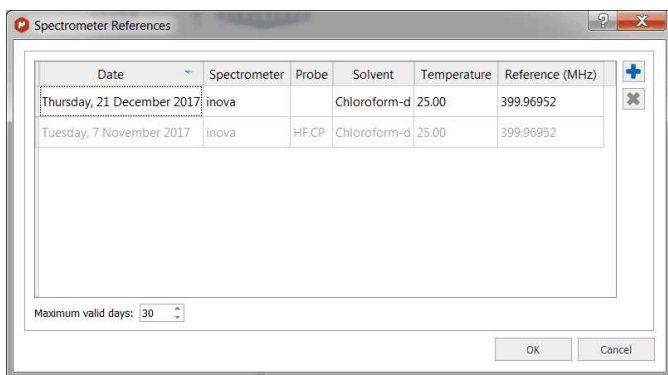 Spectrometer References
Date Spectrometer Probe Solvent Temperature Reference (MHz)
Thursday, 21 December 2017 inova Chloroform-d 25.00 399.96952
Tuesday, 7 November 2017 inova HF.CP Chloroform-d 25.00 399.96952
Maximum valid days: 30
OK Cancel